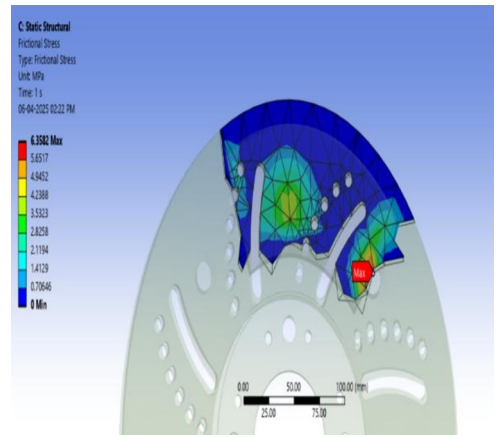 C: Static Structural
Frictional Stress
Type: Frictional Stress
Unit: MPa
Time: 1 s
06-04-2025 02:22 PM
6.3582 Max
5.6517
4.9452
4.2388
3.5323
2.8258
2.1194
1.4129
0.70646
0 Min
Max
0.00
50.00
100.00 (mm)
25.00
75.00